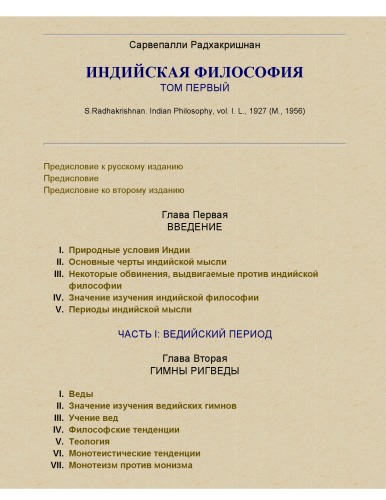 Сарвепалли Радхакришнан
ИНДИЙСКАЯ ФИЛОСОФИЯ
ТОМ ПЕРВЫЙ
S.Radhakrishnan. Indian Philosophy, vol. I. L., 1927 (М., 1956)
Предисловие к русскому изданию
Предисловие
Предисловие ко второму изданию
Глава Первая
ВВЕДЕНИЕ
I. Природные условия Индии
II. Основные черты индийской мысли
III. Некоторые обвинения, выдвигаемые против индийской
философии
IV. Значение изучения индийской философии
V. Периоды индийской мысли
ЧАСТЬ I: ВЕДИЙСКИЙ ПЕРИОД
Глава Вторая
ГИМНЫ РИГВЕДЫ
I. Веды
II. Значение изучения ведийских гимнов
III. Учение вед
IV. Философские тенденции
V. Теология
VI. Монотеистические тенденции
VII. Монотеизм против монизма